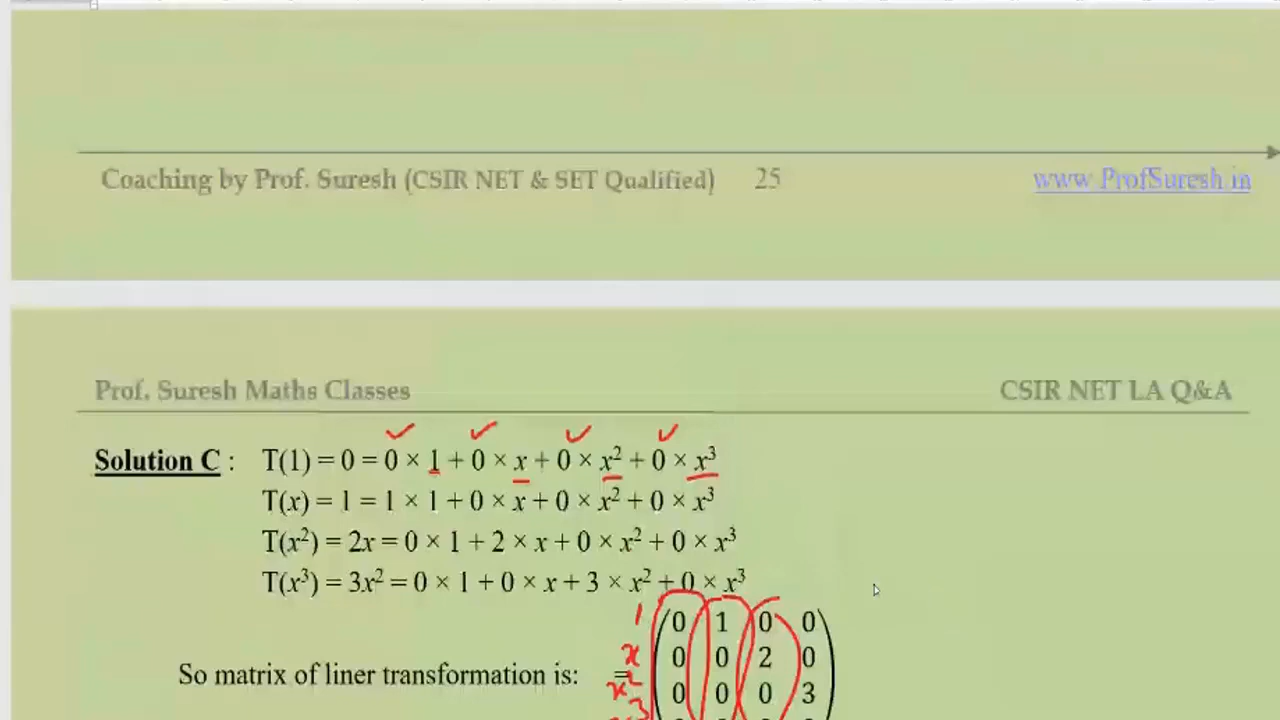 Coaching by Prof. Suresh (CSIR NET & SET Qualified) 25 www.ProfSuresh.in
Prof. Suresh Maths Classes CSIR NET LA Q&A
Solution C : T(1) = 0 = 0 × 1 + 0 × x + 0 × x² + 0 × x³
T(x) = 1 = 1 × 1 + 0 × x + 0 × x² + 0 × x³
T(x²) = 2x = 0 × 1 + 2 × x + 0 × x² + 0 × x³
T(x³) = 3x² = 0 × 1 + 0 × x + 3 × x² + 0 × x³
1 0 1 0 0
x 0 0 2 0
So matrix of liner transformation is: =
x² 0 0 0 3